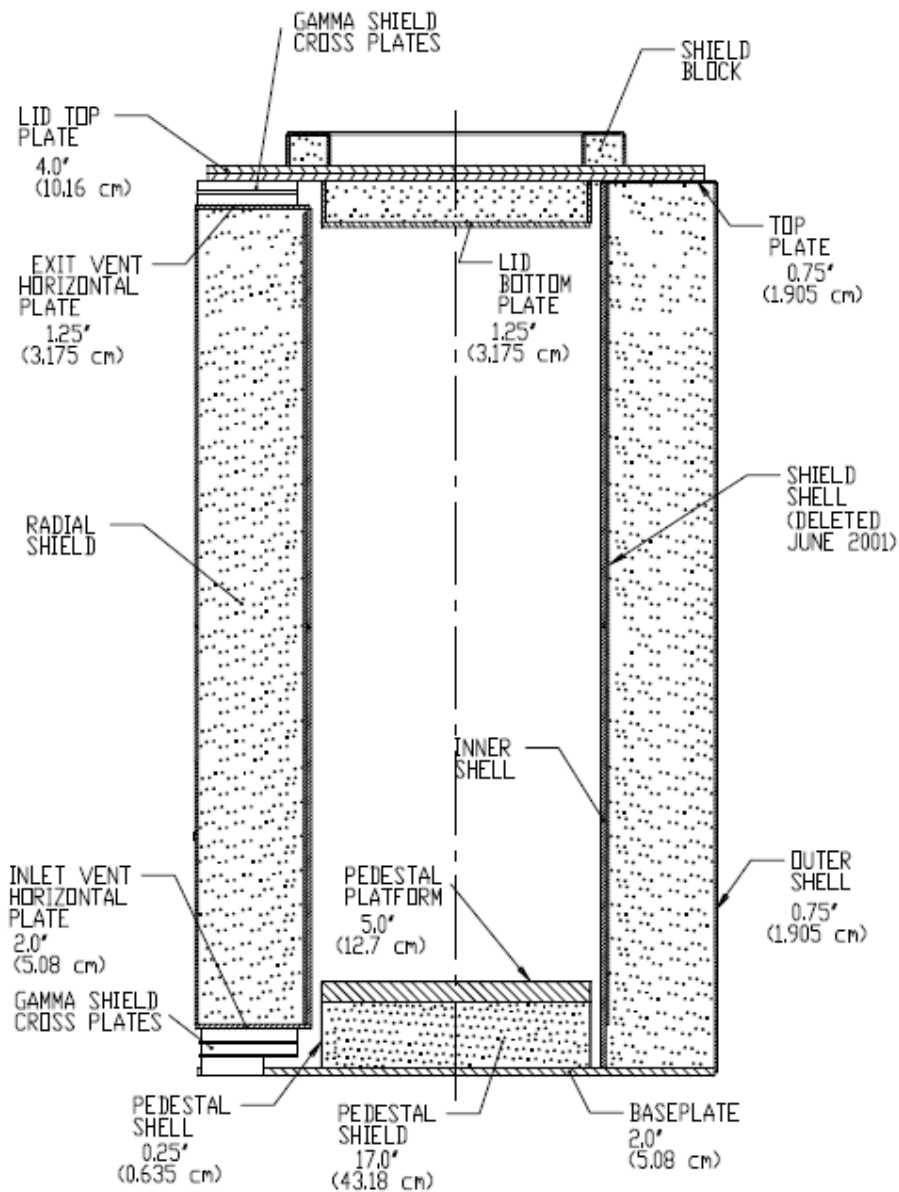 GAMMA SHIELD
CROSS PLATES
SHIELD
BLOCK
LID TOP
PLATE
4.0"
(10.16 cm)
TOP
PLATE
0.75"
(1.905 cm)
EXIT VENT
HORIZONTAL
PLATE
1.25"
(3.175 cm)
LID
BOTTOM
PLATE
1.25"
(3.175 cm)
SHIELD
SHELL
(DELETED
JUNE 2001)
RADIAL
SHIELD
INNER
SHELL
OUTER
SHELL
0.75"
(1.905 cm)
INLET VENT
HORIZONTAL
PLATE
2.0"
(5.08 cm)
PEDESTAL
PLATFORM
5.0"
(12.7 cm)
GAMMA SHIELD
CROSS PLATES
PEDESTAL
SHELL
0.25"
(0.635 cm)
PEDESTAL
SHIELD
17.0"
(43.18 cm)
BASEPLATE
2.0"
(5.08 cm)